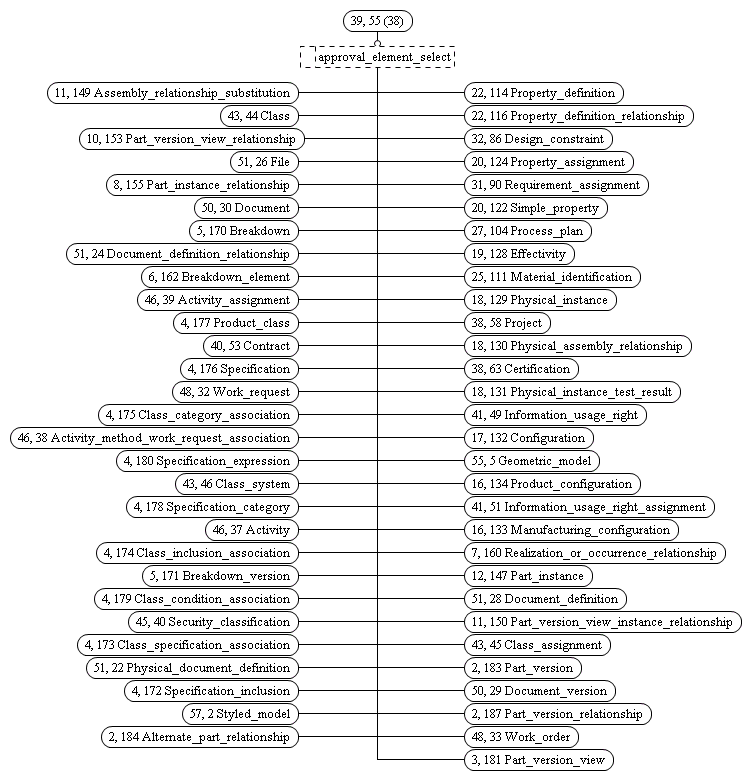 39, 55 (38)
approval_element_select
11, 149 Assembly_relationship_substitution
22, 114 Property_definition
43, 44 Class
22, 116 Property_definition_relationship
10, 153 Part_version_view_relationship
32, 86 Design_constraint
51, 26 File
20, 124 Property_assignment
8, 155 Part_instance_relationship
31, 90 Requirement_assignment
50, 30 Document
20, 122 Simple_property
5, 170 Breakdown
27, 104 Process_plan
51, 24 Document_definition_relationship
19, 128 Effectivity
6, 162 Breakdown_element
25, 111 Material_identification
46, 39 Activity_assignment
18, 129 Physical_instance
4, 177 Product_class
38, 58 Project
40, 53 Contract
18, 130 Physical_assembly_relationship
4, 176 Specification
38, 63 Certification
48, 32 Work_request
18, 131 Physical_instance_test_result
4, 175 Class_category_association
41, 49 Information_usage_right
46, 38 Activity_method_work_request_association
17, 132 Configuration
4, 180 Specification_expression
55, 5 Geometric_model
43, 46 Class_system
16, 134 Product_configuration
4, 178 Specification_category
41, 51 Information_usage_right_assignment
46, 37 Activity
16, 133 Manufacturing_configuration
4, 174 Class_inclusion_association
7, 160 Realization_or_occurrence_relationship
5, 171 Breakdown_version
12, 147 Part_instance
4, 179 Class_condition_association
51, 28 Document_definition
45, 40 Security_classification
11, 150 Part_version_view_instance_relationship
4, 173 Class_specification_association
43, 45 Class_assignment
51, 22 Physical_document_definition
2, 183 Part_version
4, 172 Specification_inclusion
50, 29 Document_version
57, 2 Styled_model
2, 187 Part_version_relationship
2, 184 Alternate_part_relationship
48, 33 Work_order
3, 181 Part_version_view